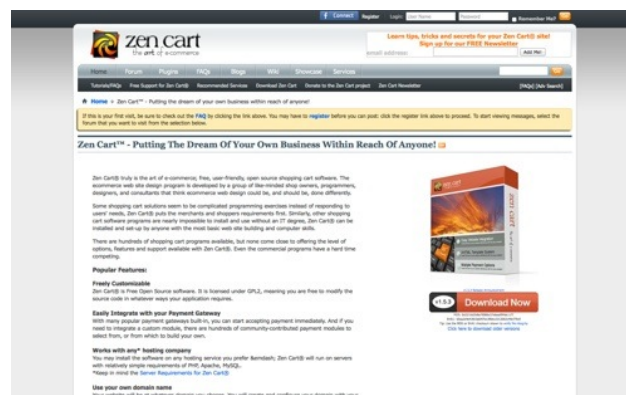 Connect Register Login: User Name Password Remember Me?
zen cart
the art of e-commerce
Learn tips, tricks and secrets for your Zen Cart® site!
Sign up for our FREE Newsletter
email address: Add Me!
Home Forum Plugins FAQs Blogs Wiki Showcase Services
Tutorials/FAQs Free Support for Zen Cart® Recommended Services Download Zen Cart Donate to the Zen Cart project Zen Cart Newsletter [FAQs] [Adv Search]
Home Zen Cart™ - Putting the dream of your own business within reach of anyone!
If this is your first visit, be sure to check out the FAQ by clicking the link above. You may have to register before you can post: click the register link above to proceed. To start viewing messages, select the
forum that you want to visit from the selection below.
Zen Cart™ - Putting The Dream Of Your Own Business Within Reach Of Anyone!
Zen Cart® truly is the art of e-commerce; free, user-friendly, open source shopping cart software. The
ecommerce web site design program is developed by a group of like-minded shop owners, programmers,
designers, and consultants that think ecommerce web design could be, and should be, done differently.
Some shopping cart solutions seem to be complicated programming exercises instead of responding to
users' needs, Zen Cart® puts the merchants and shoppers requirements first. Similarly, other shopping
cart software programs are nearly impossible to install and use without an IT degree, Zen Cart® can be
installed and set-up by anyone with the most basic web site building and computer skills.
There are hundreds of shopping cart programs available, but none come close to offering the level of
options, features and support available with Zen Cart®. Even the commercial programs have a hard time
competing.
Popular Features:
Freely Customizable
Zen Cart® is Free Open Source software. It is licensed under GPL2, meaning you are free to modify the
source code in whatever ways your application requires.
Easily Integrate with your Payment Gateway
With many popular payment gateways built-in, you can start accepting payment immediately. And if you
need to integrate a custom module, there are hundreds of community-contributed payment modules to
select from, or from which to build your own.
Works with any* hosting company
You may install the software on any hosting service you prefer &emdash; Zen Cart® will run on servers
with relatively simple requirements of PHP, Apache, MySQL.
*Keep in mind the Server Requirements for Zen Cart®
Use your own domain name
zen cart
Download Now
Click here to download older versions